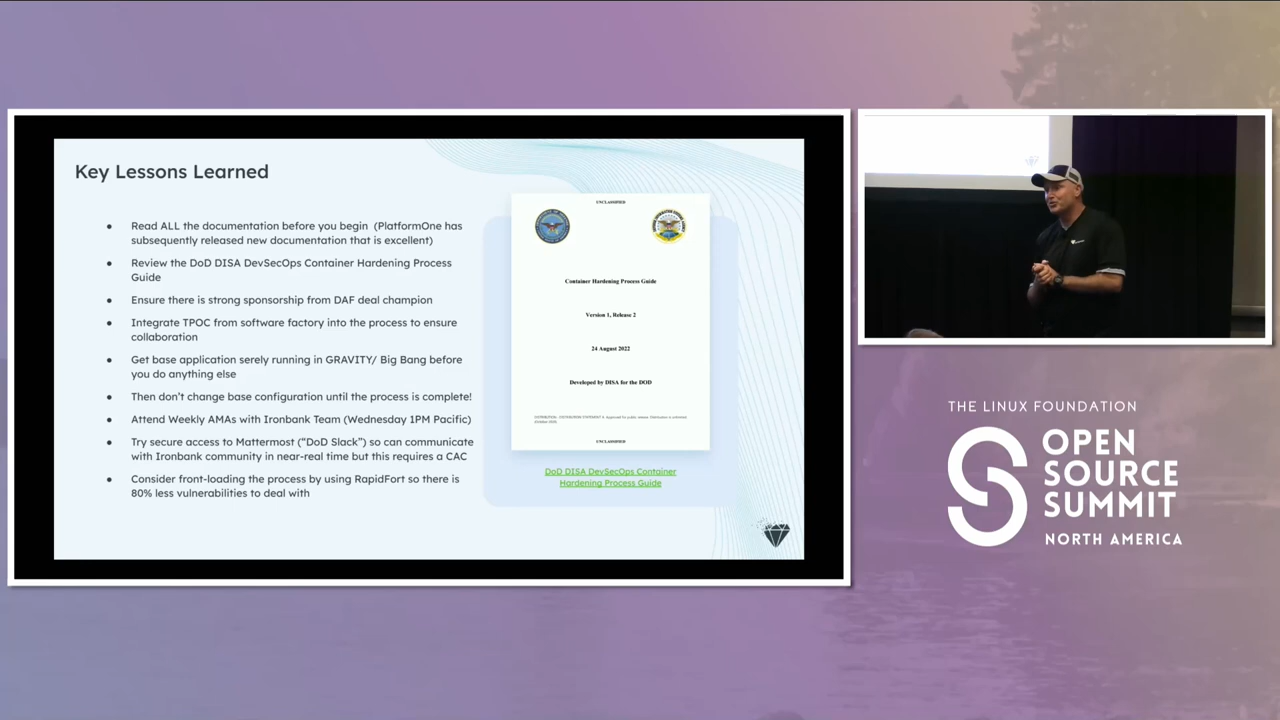 Key Lessons Learned
● Read ALL the documentation before you begin (PlatformOne has
subsequently released new documentation that is excellent)
● Review the DoD DISA DevSecOps Container Hardening Process
Guide
● Ensure there is strong sponsorship from DAF deal champion
● Integrate TPOC from software factory into the process to ensure
collaboration
● Get base application serely running in GRAVITY/ Big Bang before
you do anything else
● Then don't change base configuration until the process is complete!
● Attend Weekly AMAs with Ironbank Team (Wednesday 1PM Pacific)
● Try secure access to Mattermost ("DoD Slack") so can communicate
with Ironbank community in near-real time but this requires a CAC
● Consider front-loading the process by using RapidFort so there is
80% less vulnerabilities to deal with
UNCLASSIFIED
Container Hardening Process Guide
Version 1, Release 2
24 August 2022
Developed by DISA for the DOD
UNCLASSIFIED
DoD DISA DevSecOps Container
Hardening Process Guide
THE LINUX FOUNDATION
OPEN
SOURCE
SUMMIT
NORTH AMERICA